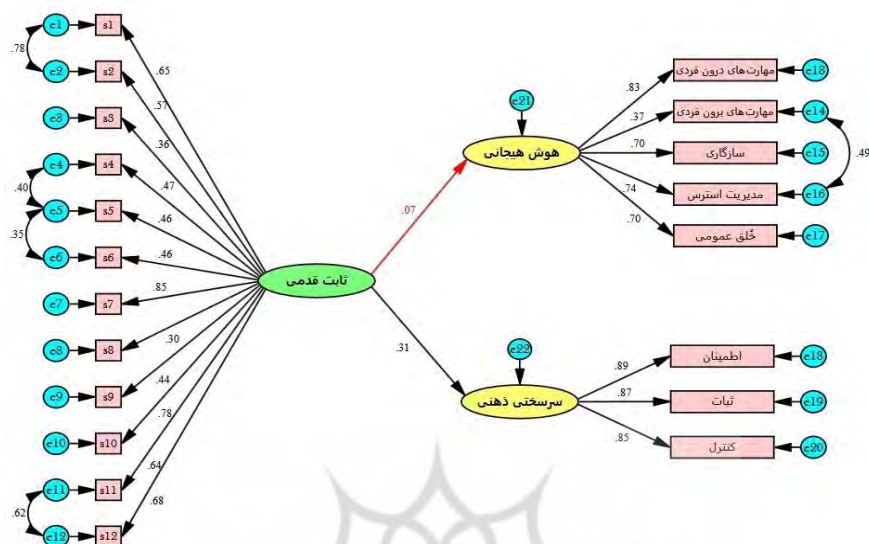 e1 s1
.78
e2 s2
e3 s3
e4 s4
.40
e5 s5
.35
e6 s6
e7 s7
e8 s8
e9 s9
e10 s10
e11 s11
.62
e12 s12
.65
.57
.36
.47
.46
.46
.85
.30
.44
.78
.64
.68
ثابت قدمی
.07
.31
e21
هوش هیجانی
.83
.37
.70
.74
.70
مهارت‌های درون فردی e18
مهارت‌های برون فردی e14
سازگاری e15
مدیریت استرس e16
خُلق عمومی e17
.49
e22
سرسختی ذهنی
.89
.87
.85
اطمینان e18
ثبات e19
کنترل e20